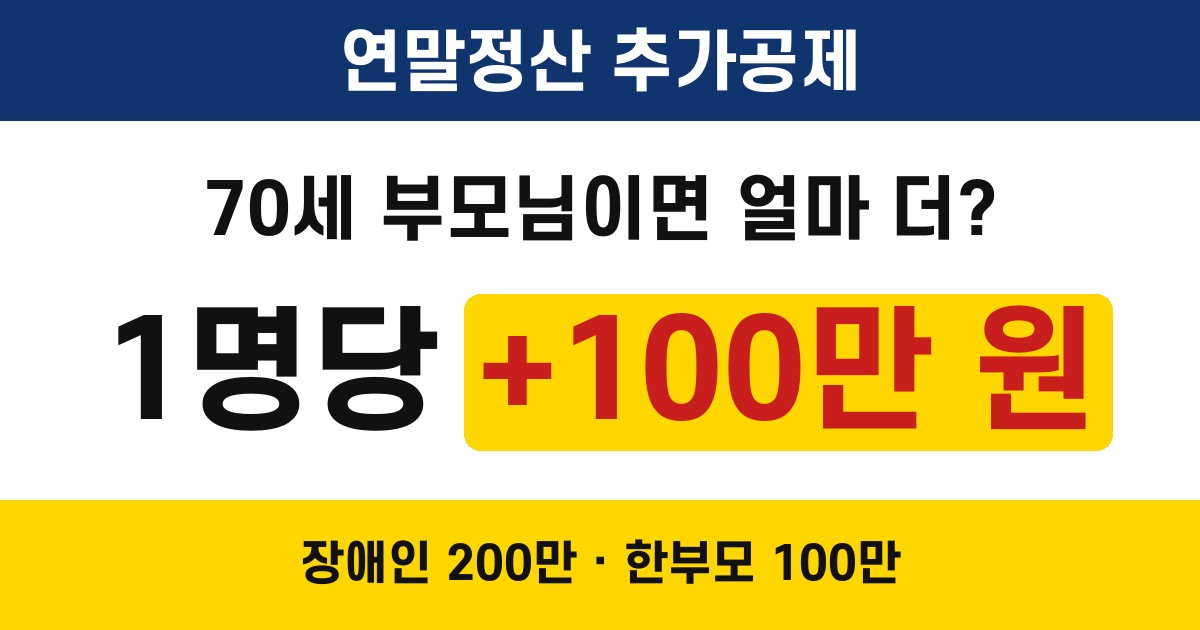 연말정산 추가공제
70세 부모님이면 얼마 더?
1명당 +100만 원
장애인 200만 · 한부모 100만